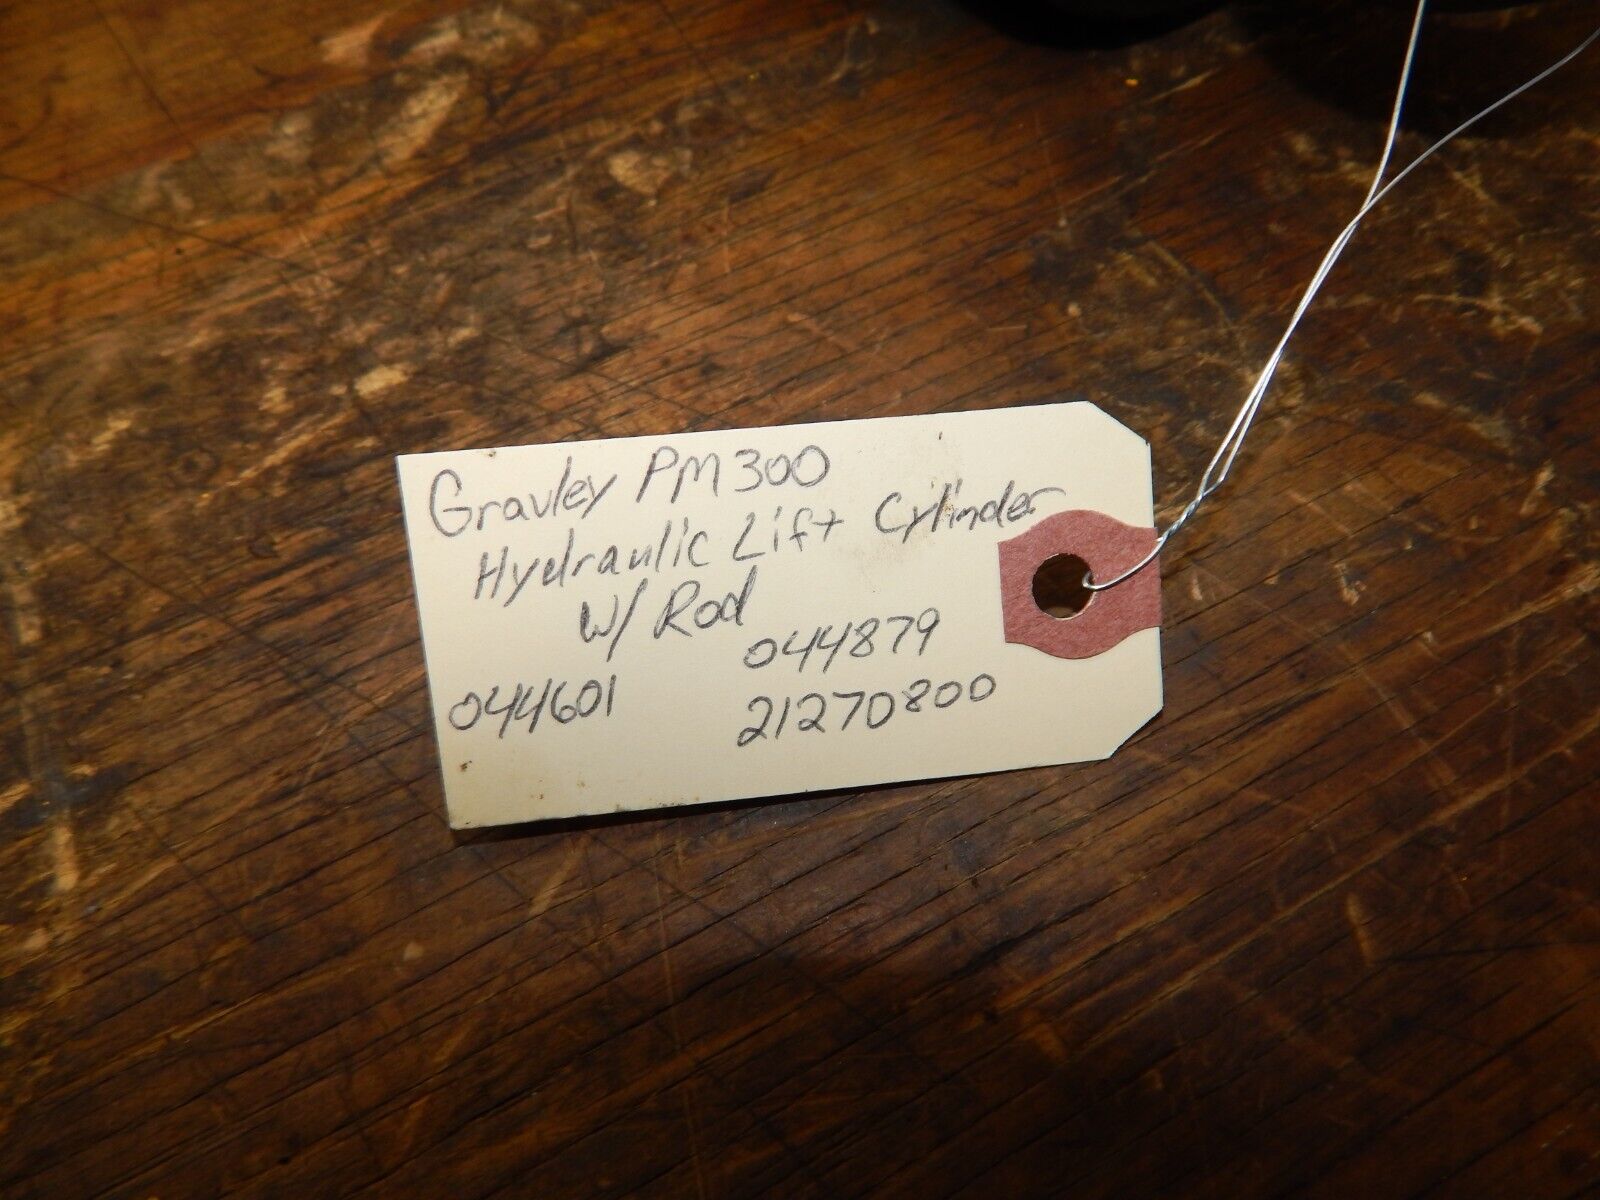 Gravley PM300
Hydraulic Lift Cylinder
W/ Rod
044879
044601
21270800